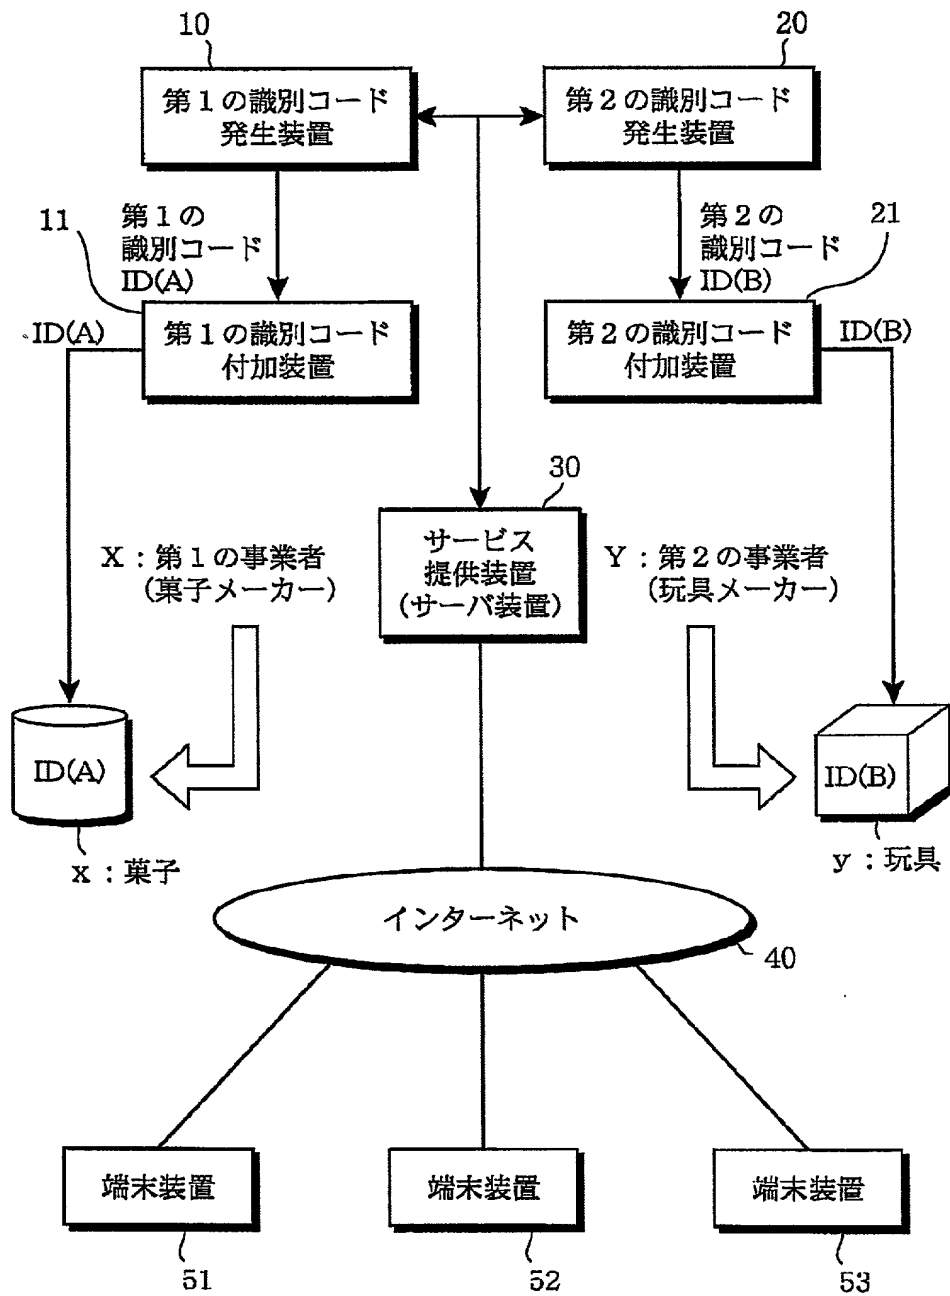 10
20
第1の識別コード
発生装置
第2の識別コード
発生装置
11
第1の
識別コード
ID(A)
第2の
識別コード
ID(B)
21
ID(A)
第1の識別コード
付加装置
第2の識別コード
付加装置
ID(B)
30
サービス
提供装置
(サーバ装置)
X:第1の事業者
(菓子メーカー)
Y:第2の事業者
(玩具メーカー)
ID(A)
ID(B)
x:菓子
y:玩具
インターネット
40
端末装置
端末装置
端末装置
51
52
53